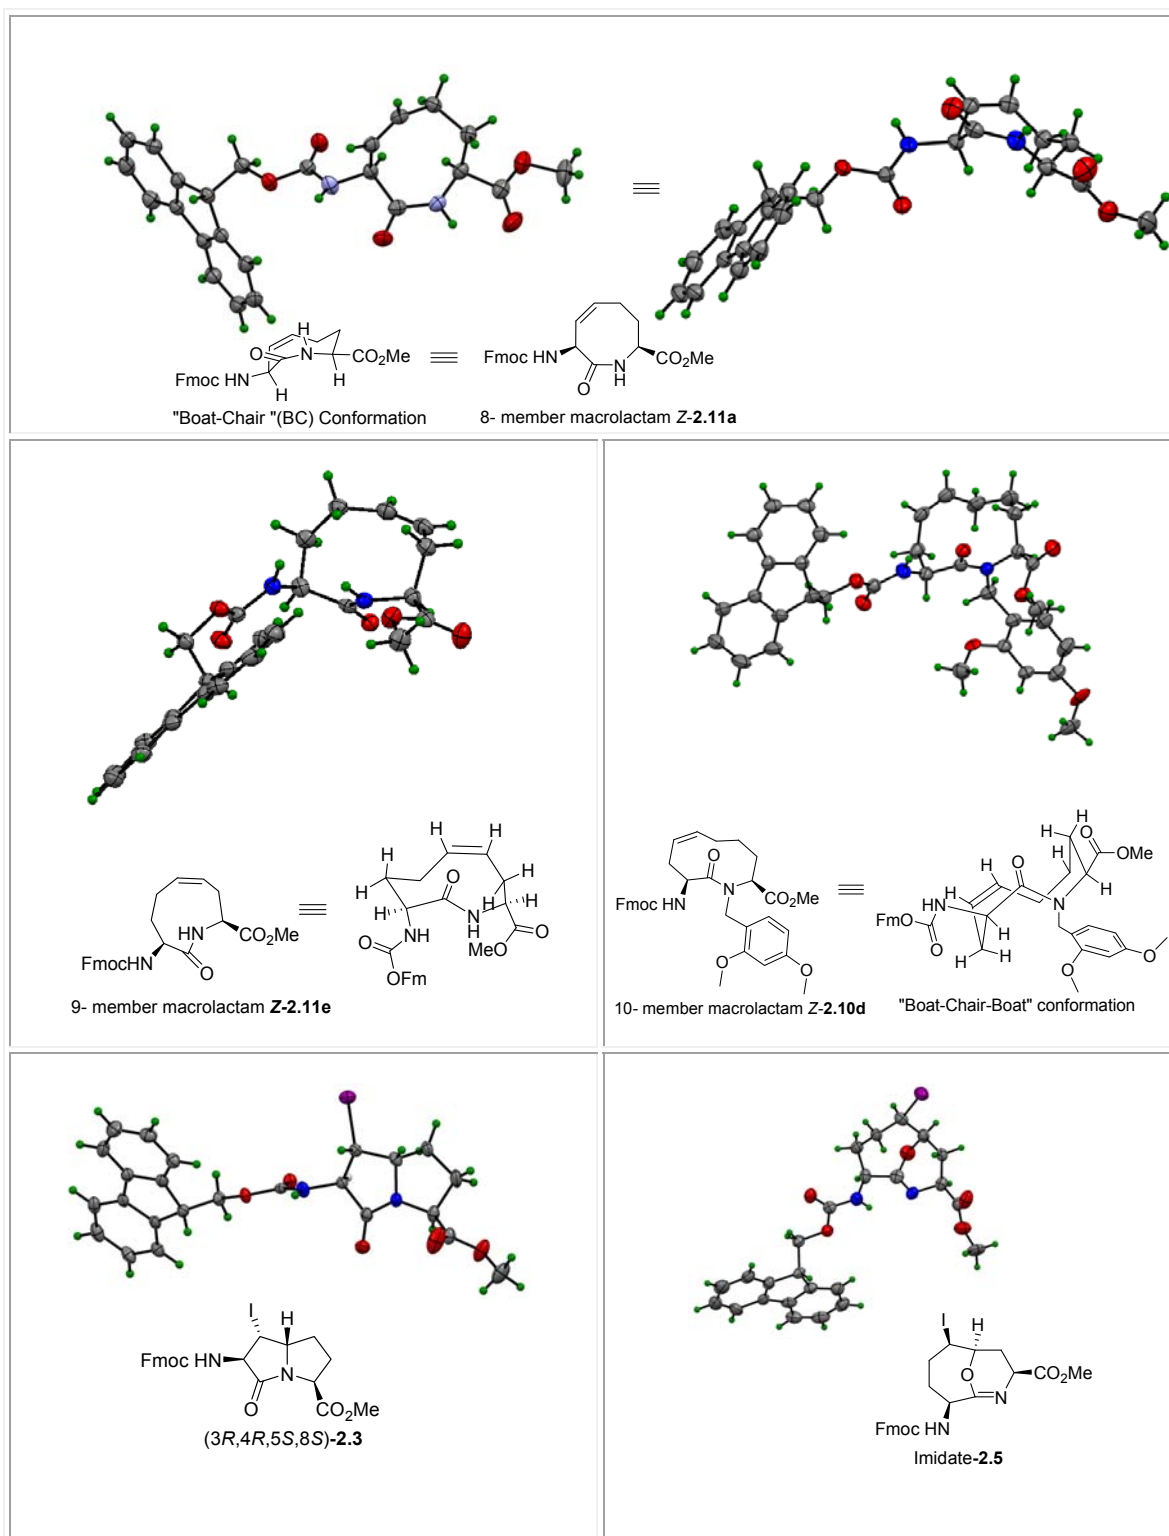 H
O
N
CO2Me
Fmoc HN
H
H
"Boat-Chair "(BC) Conformation
Fmoc HN
CO2Me
N
H
O
8- member macrolactam Z-2.11a
HN
CO2Me
FmocHN
O
9- member macrolactam Z-2.11e
H H
H
O
H
H
H
H
N
H
NH
O
MeO
O
OFm
O
Fmoc HN
N
CO2Me
O
O
10- member macrolactam Z-2.10d
H H
O
OMe
H
O
H
H
HN
H
N
FmO
O
H
H H
O
O
"Boat-Chair-Boat" conformation
I H
Fmoc HN
N
O
CO2Me
(3R,4R,5S,8S)-2.3
I H
O
CO2Me
N
Fmoc HN
Imidate-2.5